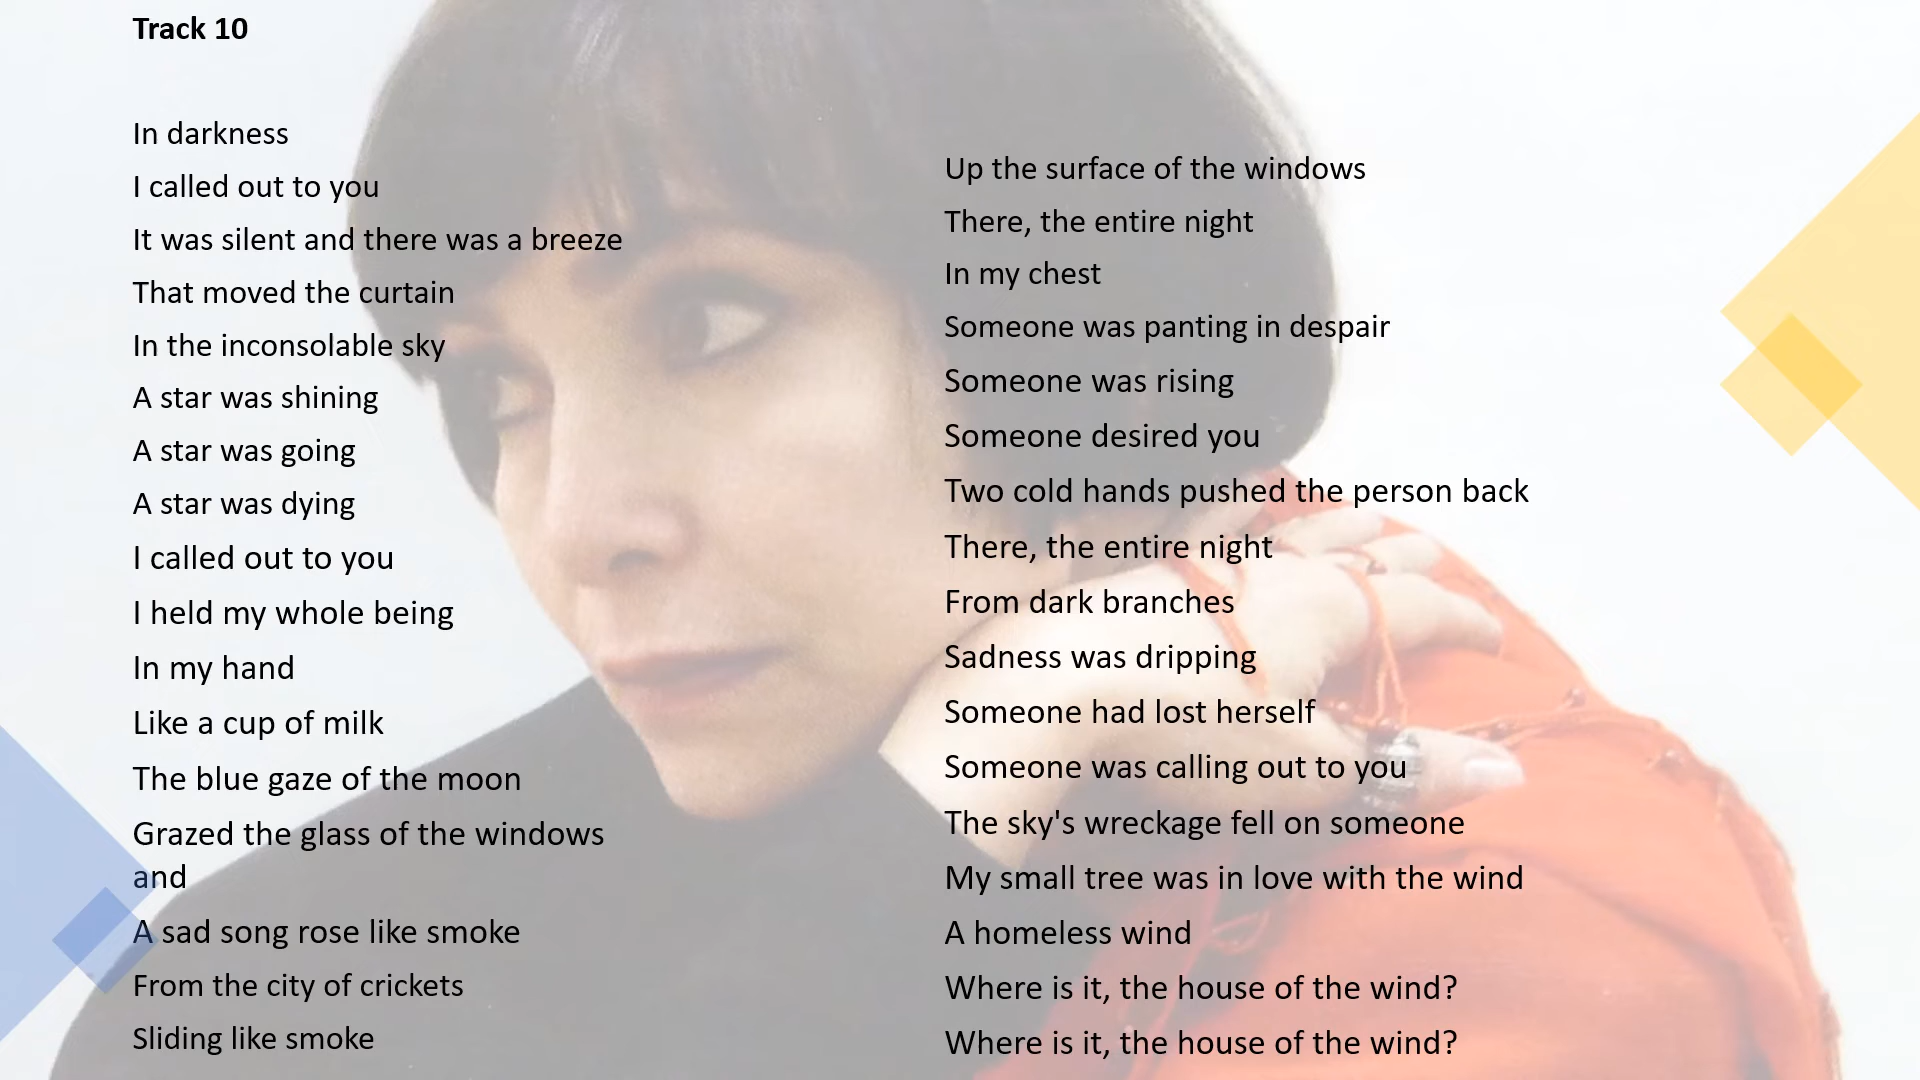 Track 10
In darkness
I called out to you
It was silent and there was a breeze
That moved the curtain
In the inconsolable sky
A star was shining
A star was going
A star was dying
I called out to you
I held my whole being
In my hand
Like a cup of milk
The blue gaze of the moon
Grazed the glass of the windows
and
A sad song rose like smoke
From the city of crickets
Sliding like smoke
Up the surface of the windows
There, the entire night
In my chest
Someone was panting in despair
Someone was rising
Someone desired you
Two cold hands pushed the person back
There, the entire night
From dark branches
Sadness was dripping
Someone had lost herself
Someone was calling out to you
The sky's wreckage fell on someone
My small tree was in love with the wind
A homeless wind
Where is it, the house of the wind?
Where is it, the house of the wind?